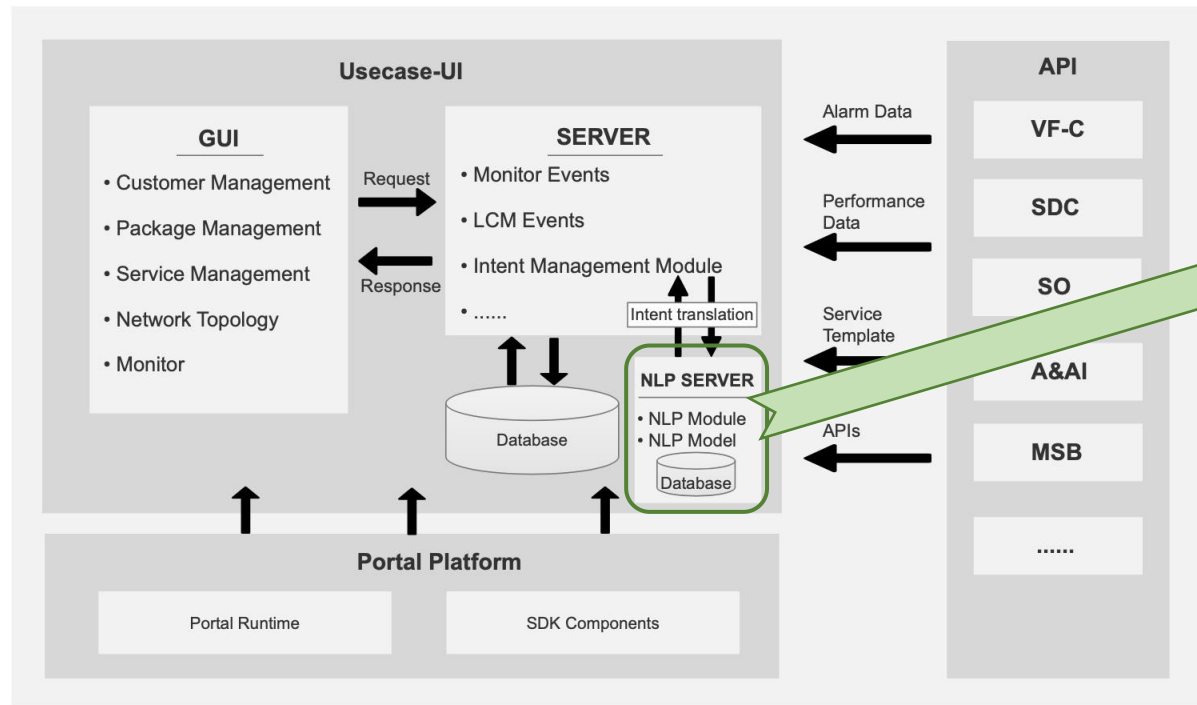 Usecase-UI
GUI
• Customer Management
• Package Management
• Service Management
• Network Topology
• Monitor
Request
Response
SERVER
• Monitor Events
• LCM Events
• Intent Management Module
• ......
Intent translation
Database
NLP SERVER
• NLP Module
• NLP Model
Database
Alarm Data
Performance
Data
Service
Template
APIs
API
VF-C
SDC
SO
A&AI
MSB
......
Portal Platform
Portal Runtime
SDK Components